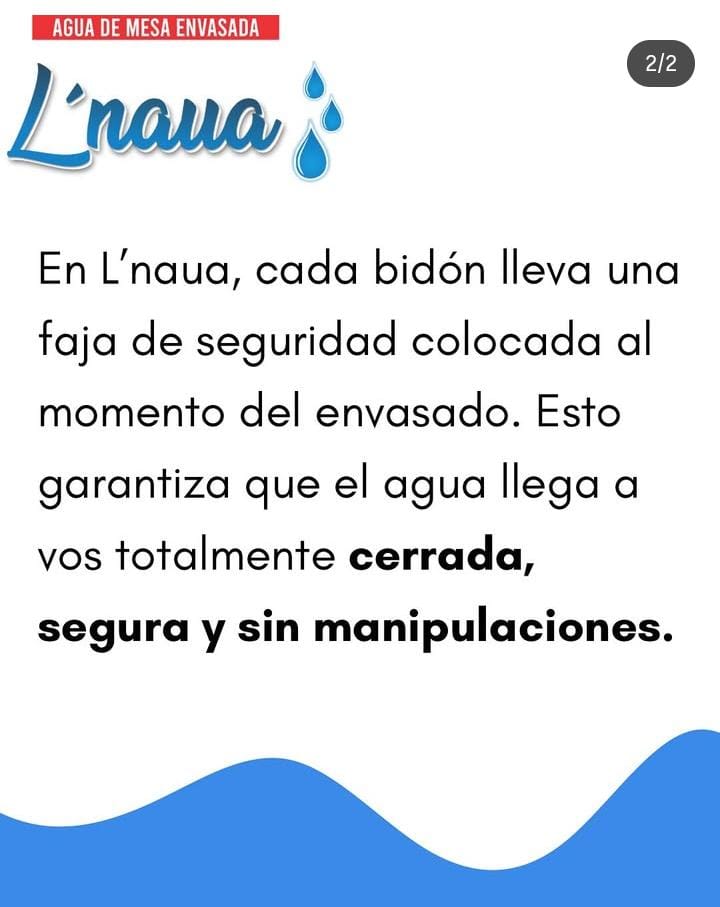 AGUA DE MESA ENVASADA
2/2
L'naua
En L'naua, cada bidón lleva una
faja de seguridad colocada al
momento del envasado. Esto
garantiza que el agua llega a
vos totalmente cerrada,
segura y sin manipulaciones.